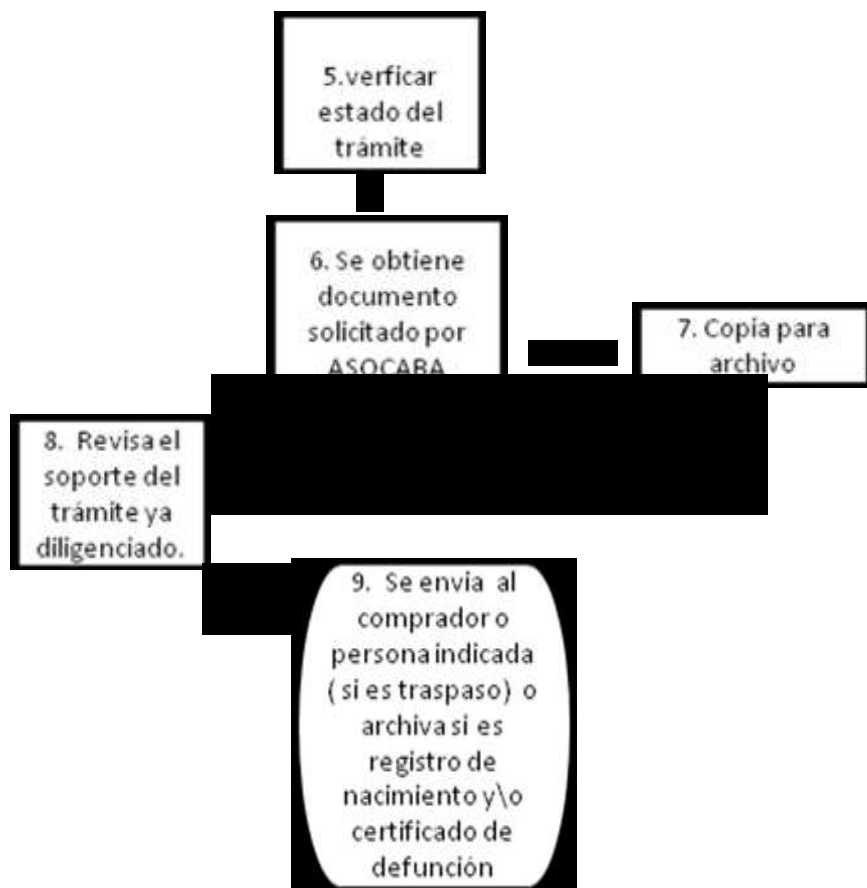 5.verficar
estado del
trámite
6. Se obtiene
documento
solicitado por
ASOCABA
7. Copia para
archivo
8. Revisa el
soporte del
trámite ya
diligenciado.
9. Se envia al
comprador o
persona indicada
( si es traspaso) o
archiva si es
registro de
nacimiento y\o
certificado de
defunción